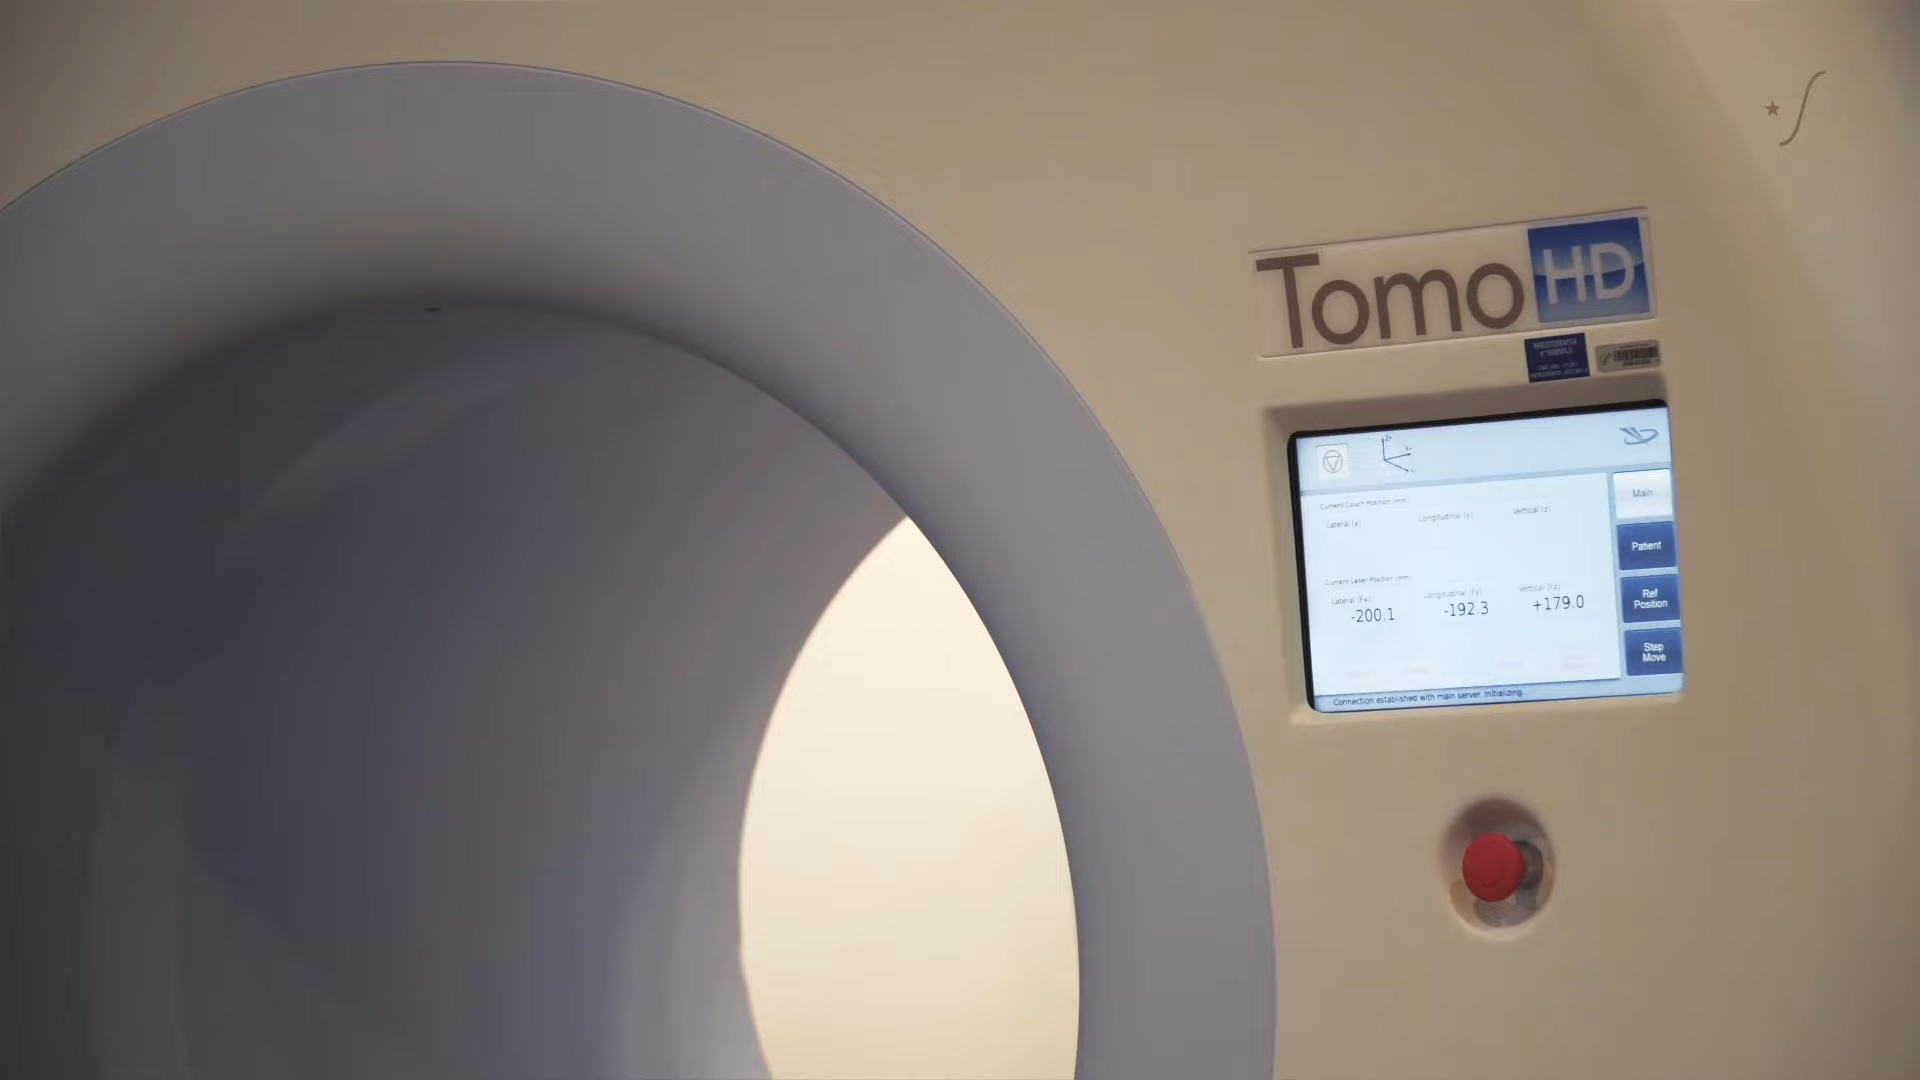 Tomo HD
RADIOTERAPIA
Main
Current Couch Position (mm)
Lateral (x) Longitudinal (y) Vertical (z)
Patient
Current Laser Position (mm)
Lateral (Fx) Longitudinal (Fy) Vertical (Fz)
-200.1 -192.3 +179.0
Ref
Position
Step
Move
Connection established with main server. Initializing.